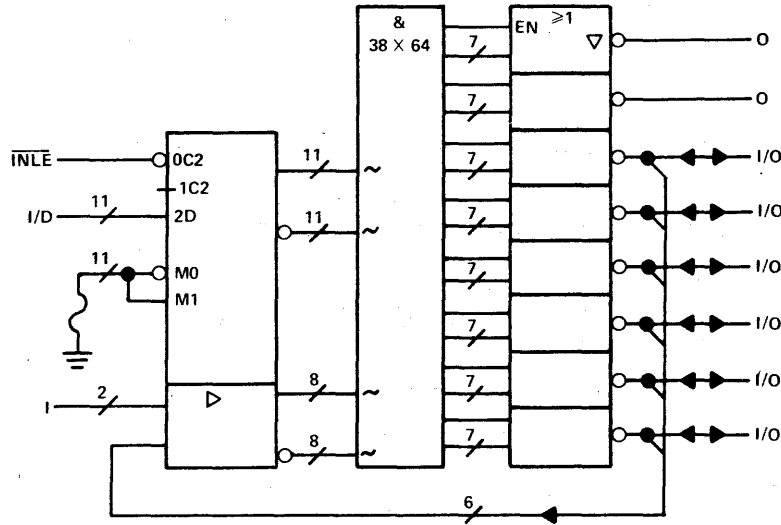 &
38 X 64
EN ≥1
▽
7
O
7
O
INLE
0C2
11
~
7
I/O
1C2
I/D
11
2D
11
~
7
I/O
11
M0
7
I/O
M1
7
I/O
I
2
▷
8
~
7
I/O
8
~
7
I/O
6